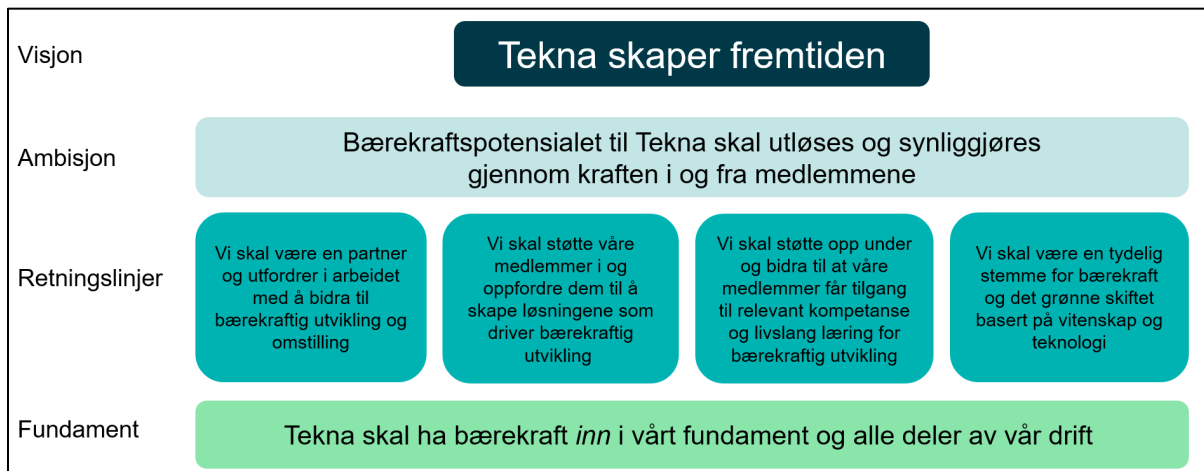 Visjon
Tekna skaper fremtiden
Ambisjon
Bærekraftspotensialet til Tekna skal utløses og synliggjøres
gjennom kraften i og fra medlemmene
Retningslinjer
Vi skal være en partner
og utfordrer i arbeidet
med å bidra til
bærekraftig utvikling og
omstilling
Vi skal støtte våre
medlemmer i og
oppfordre dem til å
skape løsningene som
driver bærekraftig
utvikling
Vi skal støtte opp under
og bidra til at våre
medlemmer får tilgang
til relevant kompetanse
og livslang læring for
bærekraftig utvikling
Vi skal være en tydelig
stemme for bærekraft
og det grønne skiftet
basert på vitenskap og
teknologi
Fundament
Tekna skal ha bærekraft inn i vårt fundament og alle deler av vår drift